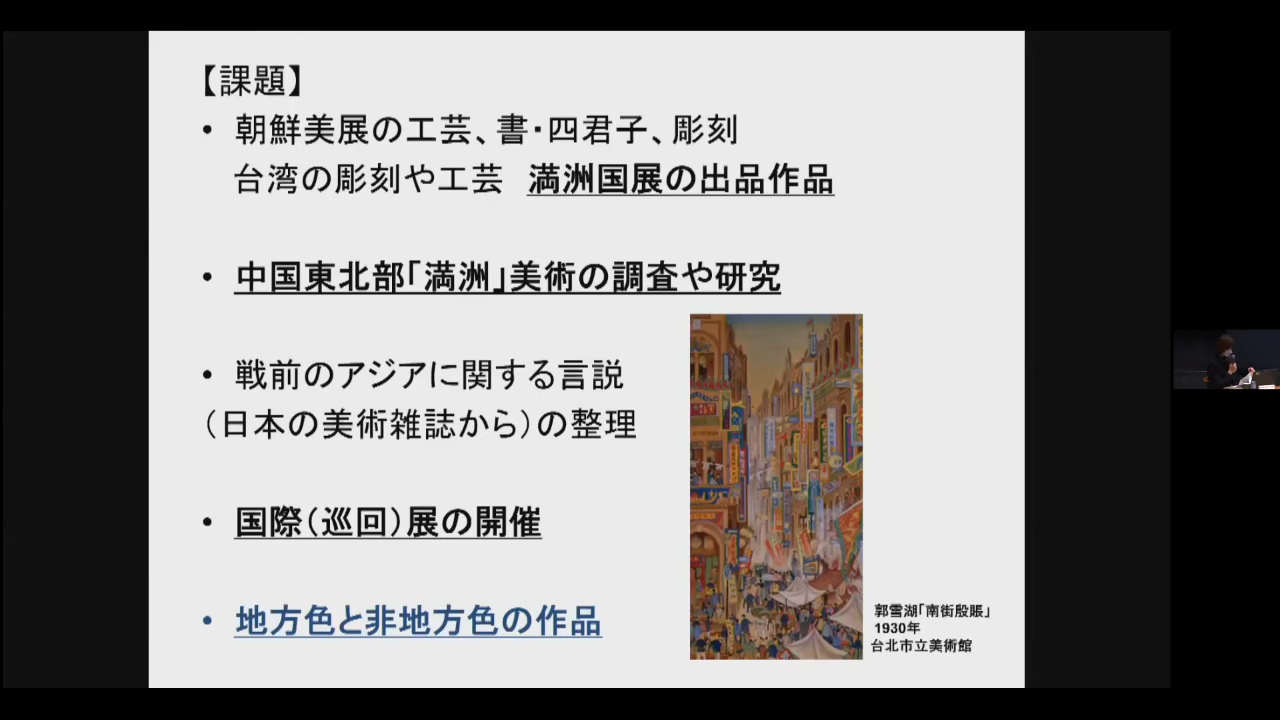 【課題】
• 朝鮮美展の工芸、書・四君子、彫刻
台湾の彫刻や工芸　満洲国展の出品作品
• 中国東北部「満洲」美術の調査や研究
• 戦前のアジアに関する言説
（日本の美術雑誌から）の整理
• 国際（巡回）展の開催
• 地方色と非地方色の作品
郭雪湖「南街殷賑」
1930年
台北市立美術館